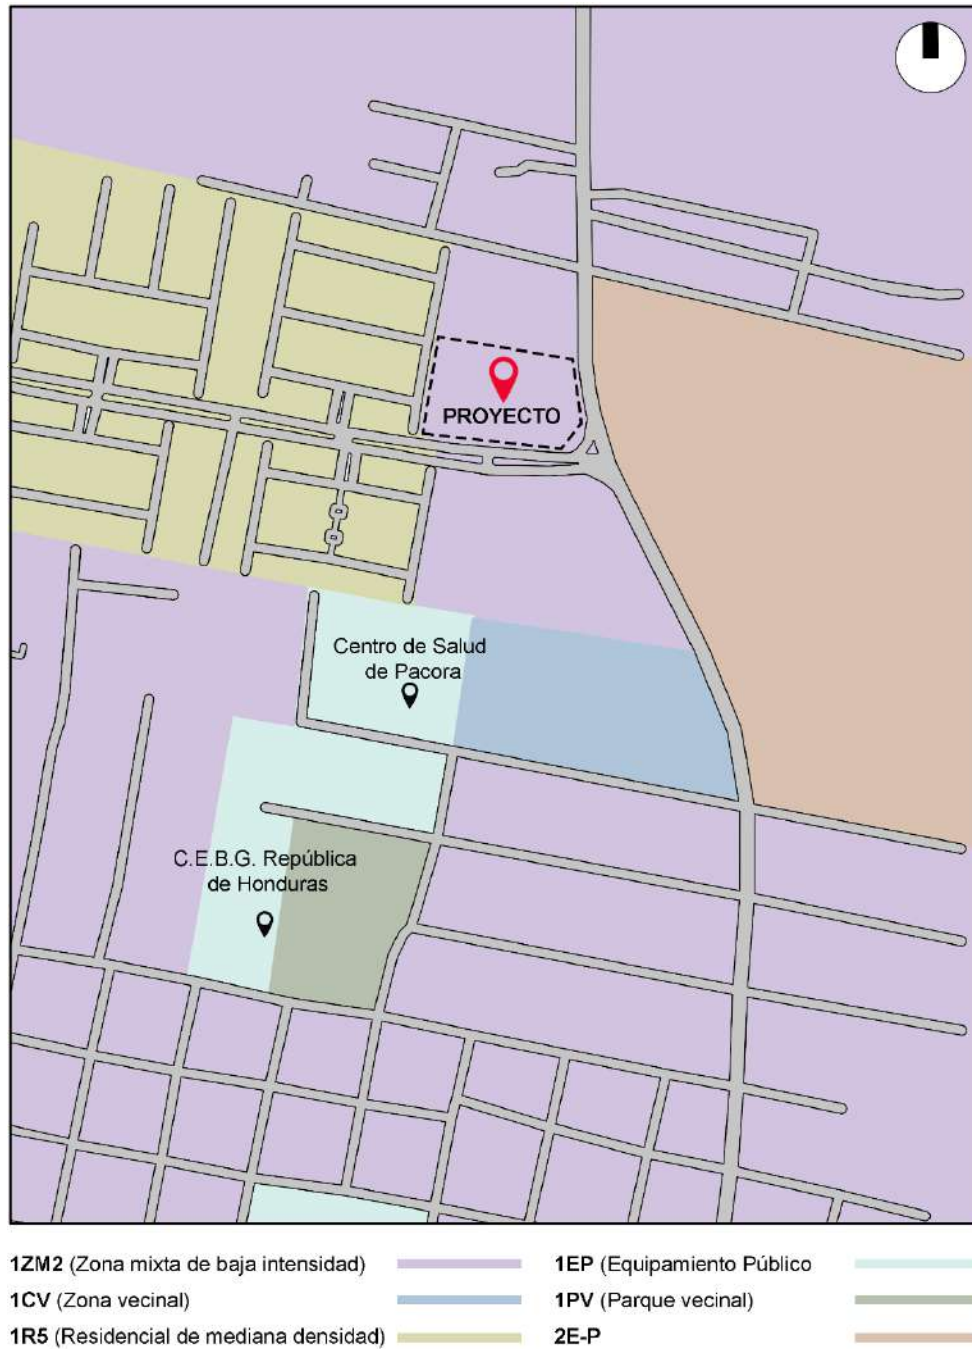 PROYECTO
Centro de Salud
de Pacora
C.E.B.G. República
de Honduras
1ZM2 (Zona mixta de baja intensidad)
1EP (Equipamiento Público
1CV (Zona vecinal)
1PV (Parque vecinal)
1R5 (Residencial de mediana densidad)
2E-P